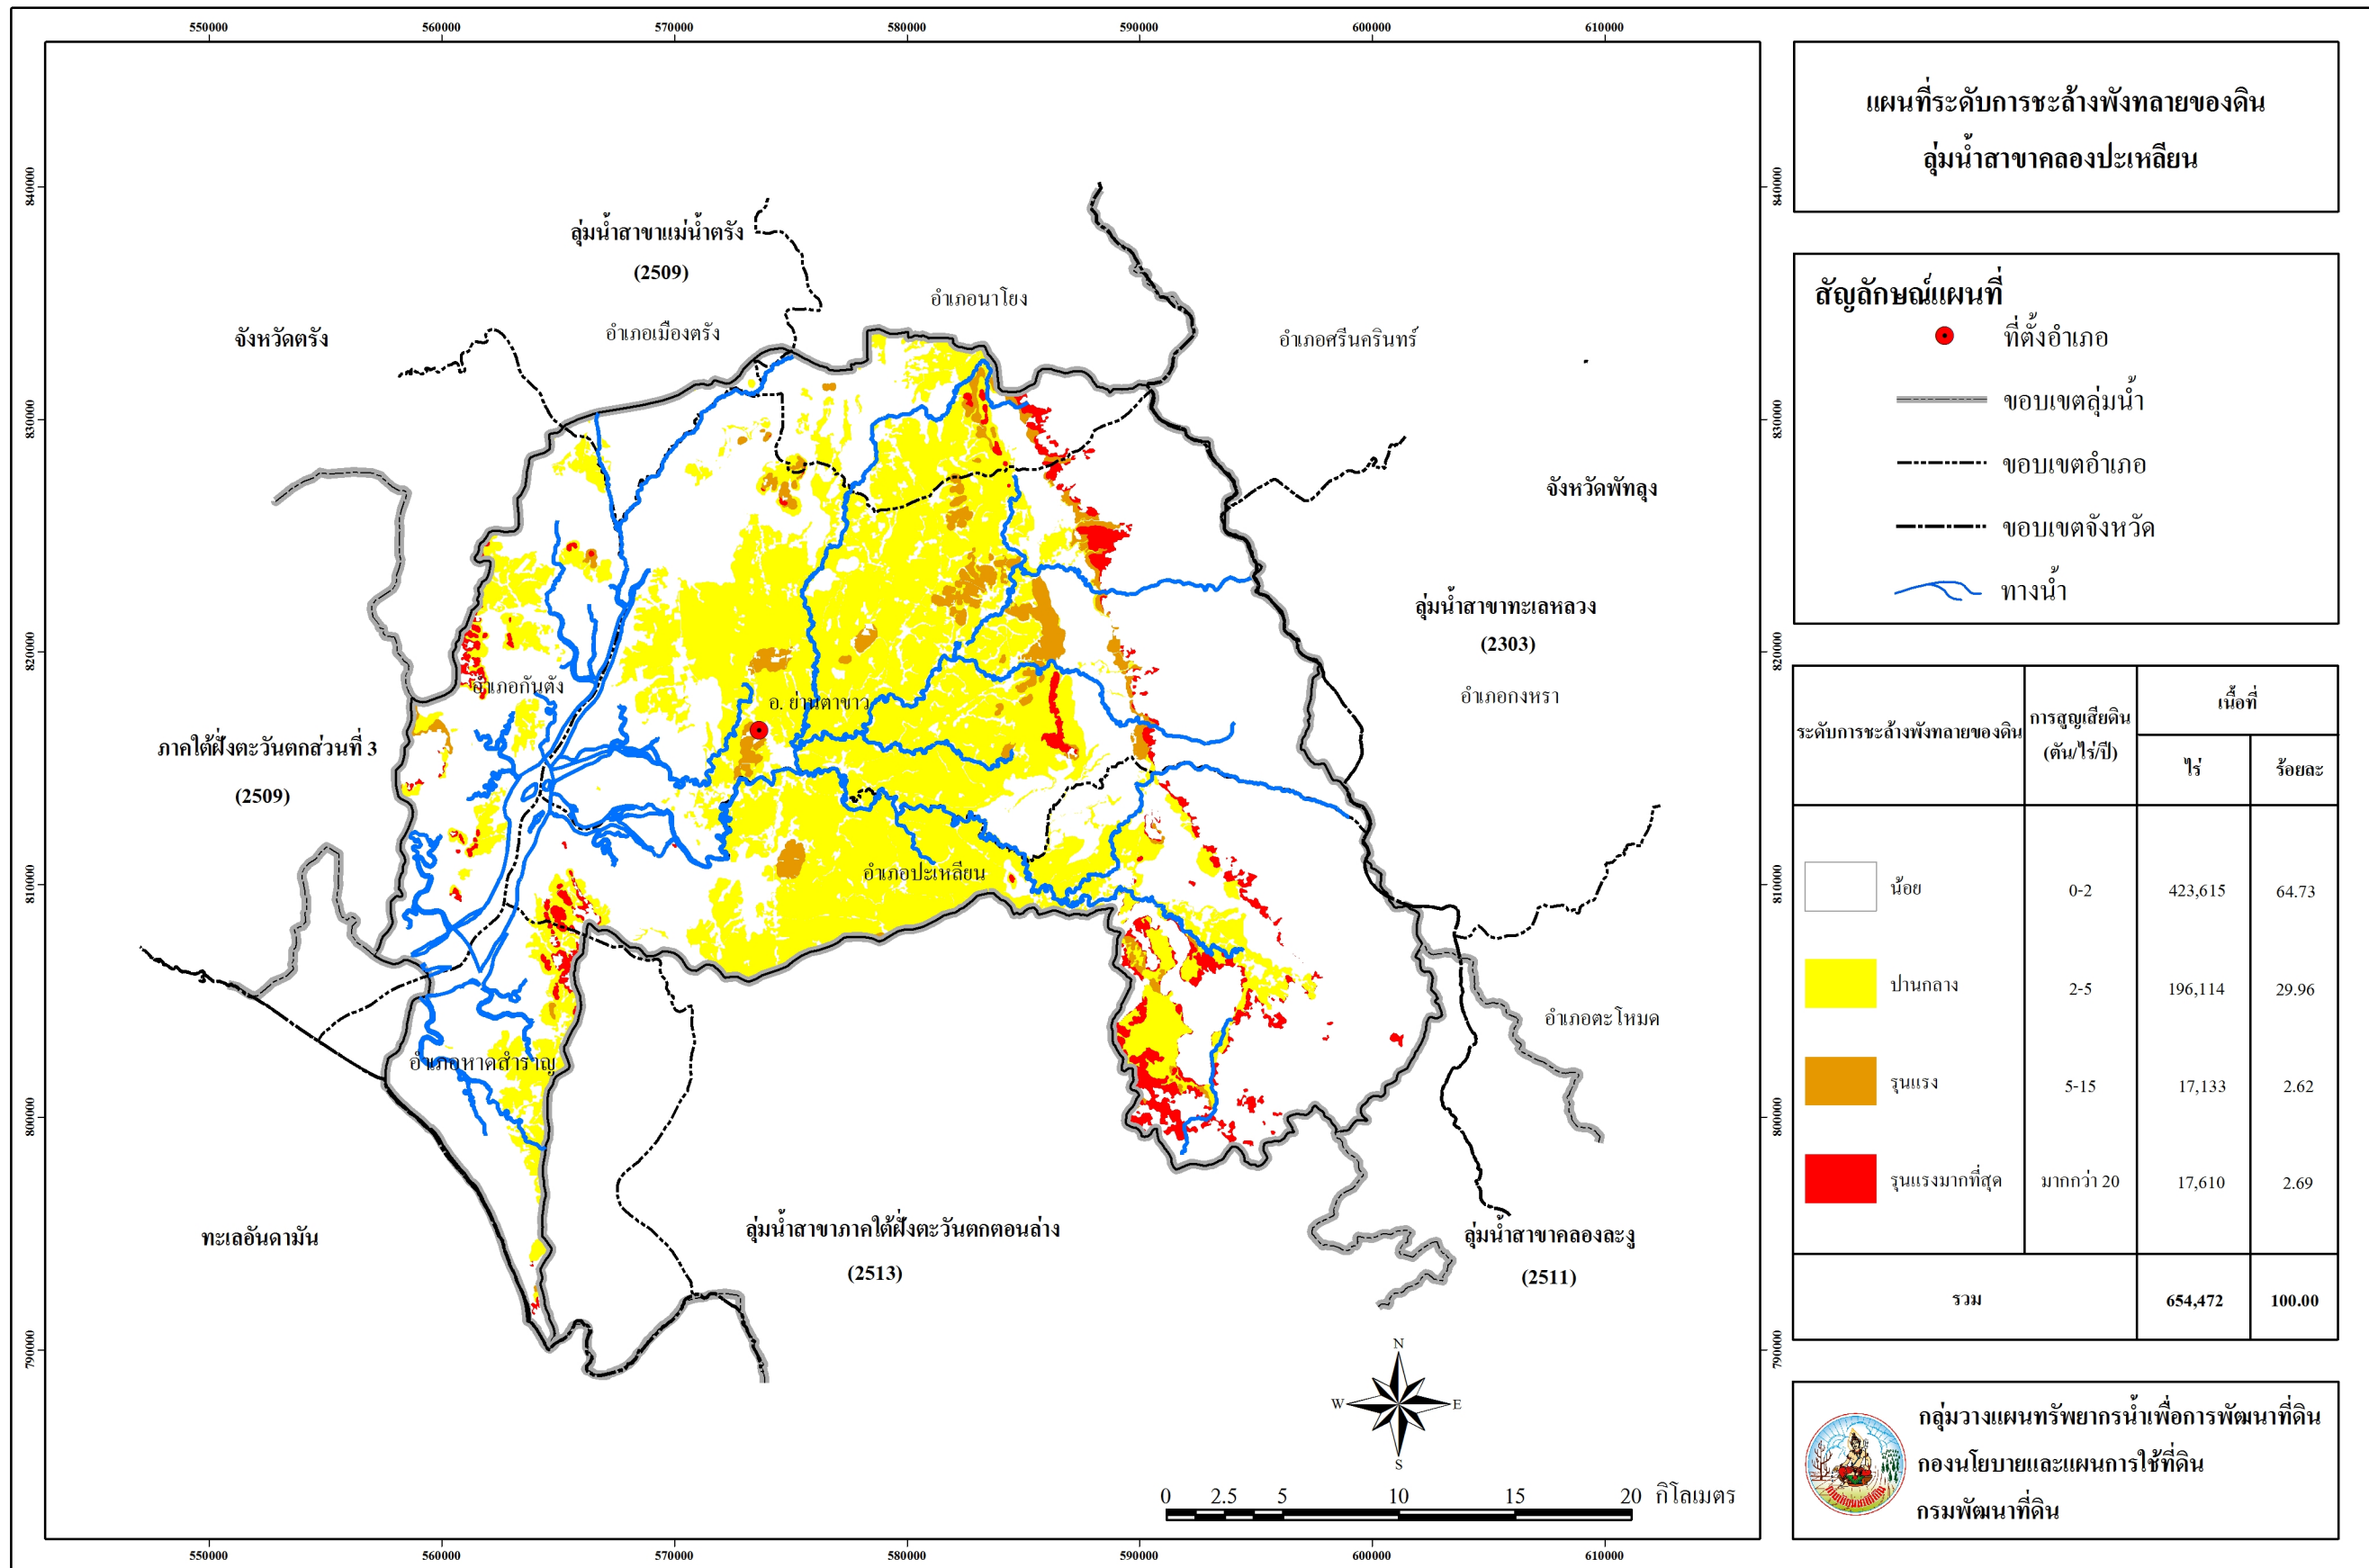 550000 560000 570000 580000 590000 600000 610000
แผนที่ระดับการชะล้างพังทลายของดิน
ลุ่มน้ำสาขาคลองปะเหลียน
840000 840000
830000 830000
820000 820000
810000 810000
800000 800000
790000 790000
ลุ่มน้ำสาขาแม่น้ำตรัง
(2509)
อำเภอนาโยง
จังหวัดตรัง
อำเภอเมืองตรัง
อำเภอศรีนครินทร์
จังหวัดพัทลุง
ลุ่มน้ำสาขาทะเลหลวง
(2303)
อำเภอกงหรา
อำเภอกันตัง
อ. ย่านตาขาว
ภาคใต้ฝั่งตะวันตกส่วนที่ 3
(2509)
อำเภอปะเหลียน
อำเภอตะโหมด
อำเภอหาดสำราญ
ทะเลอันดามัน
ลุ่มน้ำสาขาภาคใต้ฝั่งตะวันตกตอนล่าง
(2513)
ลุ่มน้ำสาขาคลองละงู
(2511)
N
W E
S
0 2.5 5 10 15 20 กิโลเมตร
550000 560000 570000 580000 590000 600000 610000
สัญลักษณ์แผนที่
ที่ตั้งอำเภอ
ขอบเขตลุ่มน้ำ
ขอบเขตอำเภอ
ขอบเขตจังหวัด
ทางน้ำ
ระดับการชะล้างพังทลายของดิน การสูญเสียดิน (ตัน/ไร่/ปี) เนื้อที่
ไร่ ร้อยละ
น้อย 0-2 423,615 64.73
ปานกลาง 2-5 196,114 29.96
รุนแรง 5-15 17,133 2.62
รุนแรงมากที่สุด มากกว่า 20 17,610 2.69
รวม 654,472 100.00
กลุ่มวางแผนทรัพยากรน้ำเพื่อการพัฒนาที่ดิน
กองนโยบายและแผนการใช้ที่ดิน
กรมพัฒนาที่ดิน